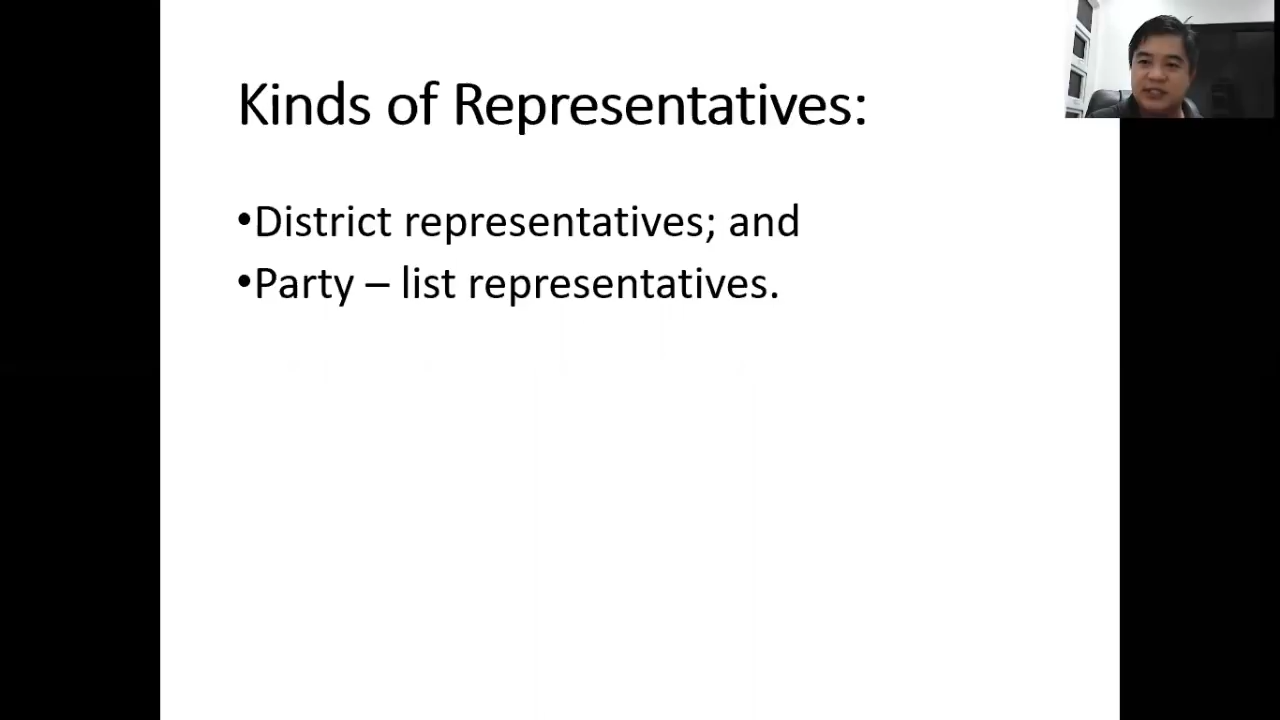 Kinds of Representatives:
•District representatives; and
•Party – list representatives.